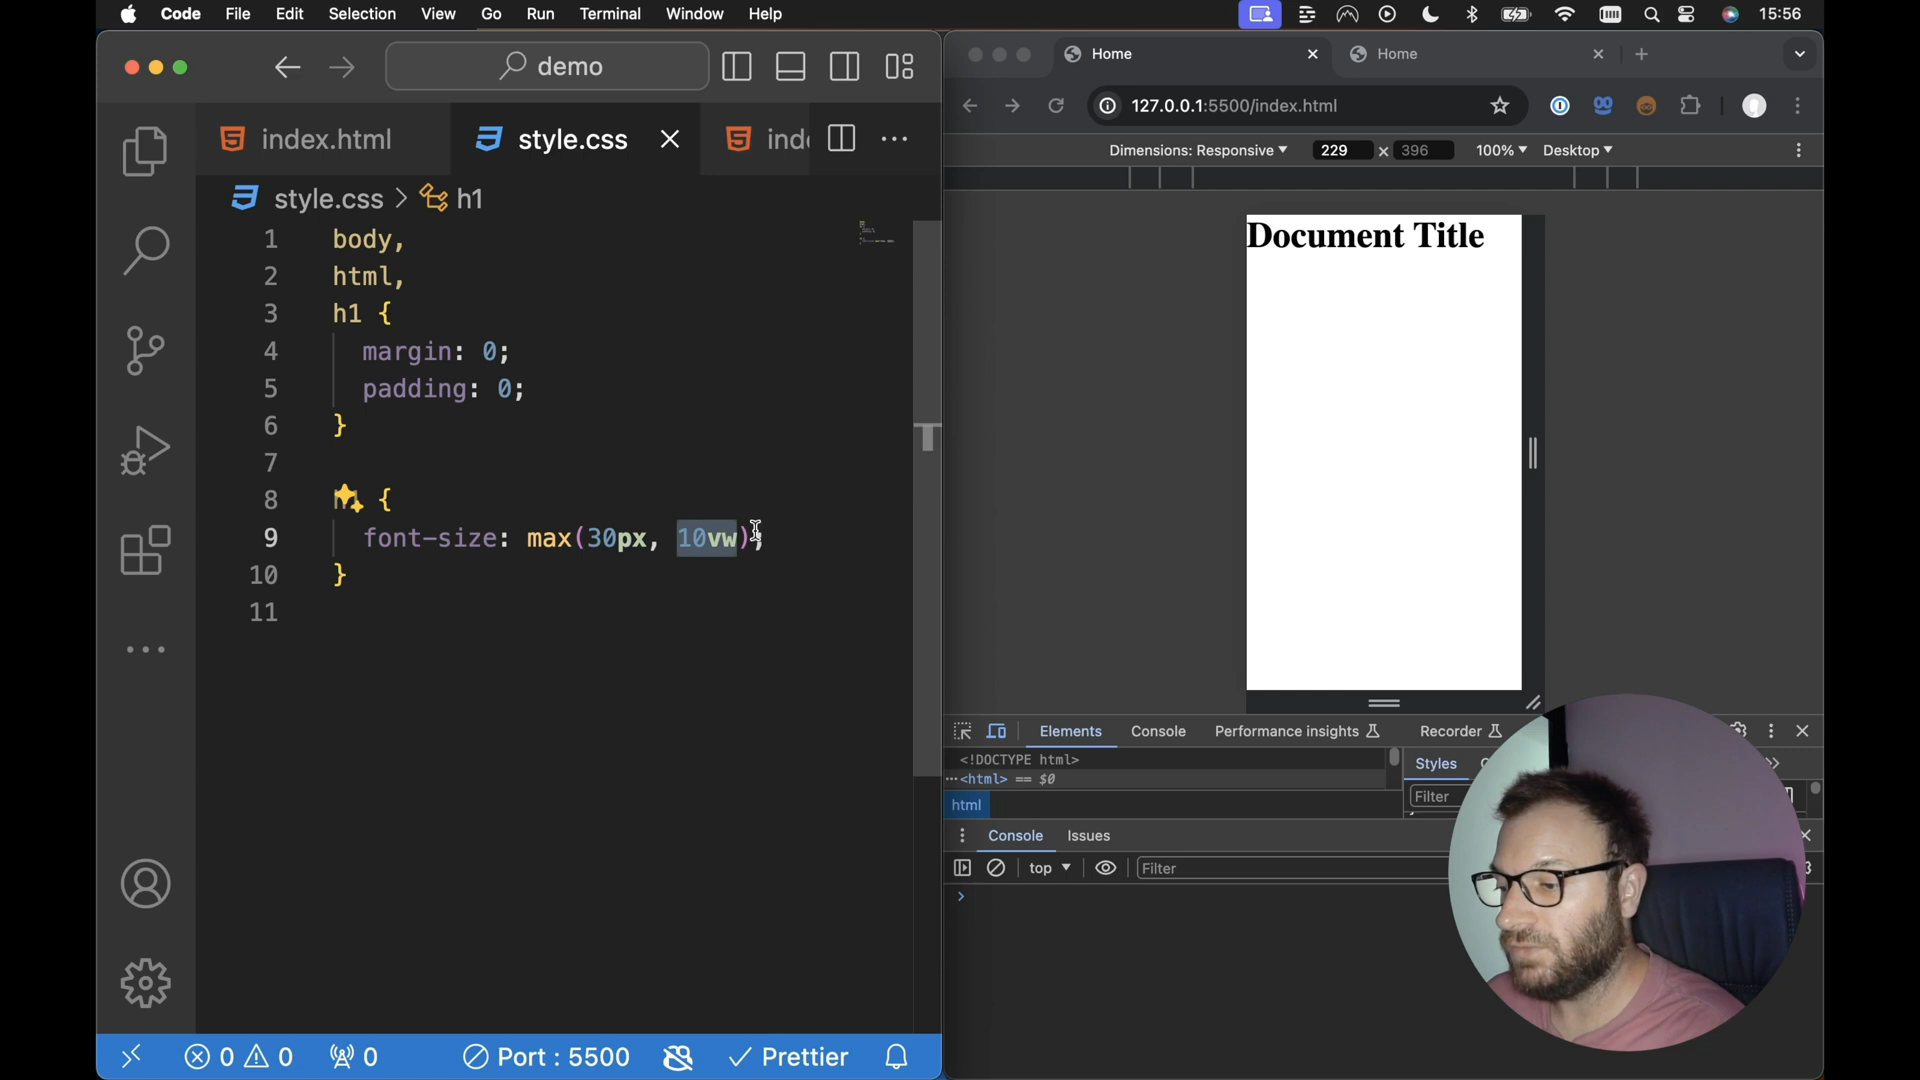 Code File Edit Selection View Go Run Terminal Window Help 15:56
demo
index.html style.css
style.css > h1
1 body,
2 html,
3 h1 {
4 margin: 0;
5 padding: 0;
6 }
7
8 {
9 font-size: max(30px, 10vw);
10 }
11
0 0 0 Port : 5500 Prettier
Home Home
127.0.0.1:5500/index.html
Dimensions: Responsive 229 × 396 100% Desktop
Document Title
Elements Console Performance insights Recorder
<!DOCTYPE html>
<html> == $0
html
Styles
Filter
Console Issues
top Filter